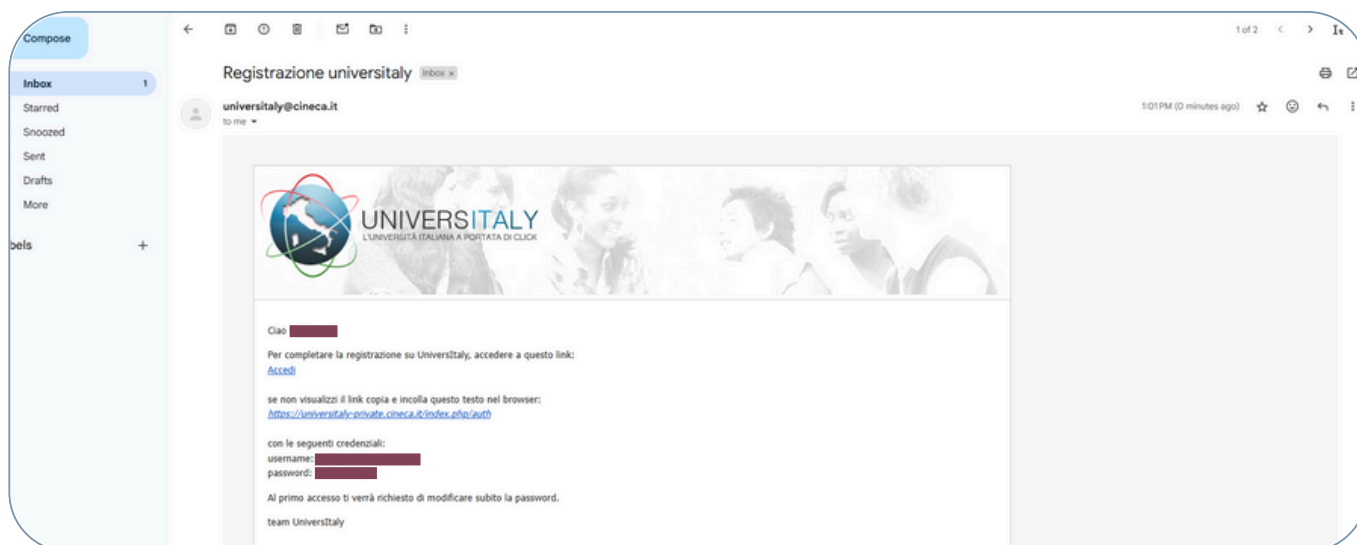 Compose
1 of 2
Registrazione universitaly Inbox x
Inbox 1
universitaly@cineca.it
1:01 PM (0 minutes ago)
to me
Starred
Snoozed
Sent
Drafts
More
bels +
UNIVERSITALY
L'UNIVERSITÀ ITALIANA A PORTATA DI CLICK
Ciao
Per completare la registrazione su UniversItaly, accedere a questo link:
Accedi
se non visualizzi il link copia e incolla questo testo nel browser:
https://universitaly-private.cineca.it/index.php/auth
con le seguenti credenziali:
username:
password:
Al primo accesso ti verrà richiesto di modificare subito la password.
team UniversItaly